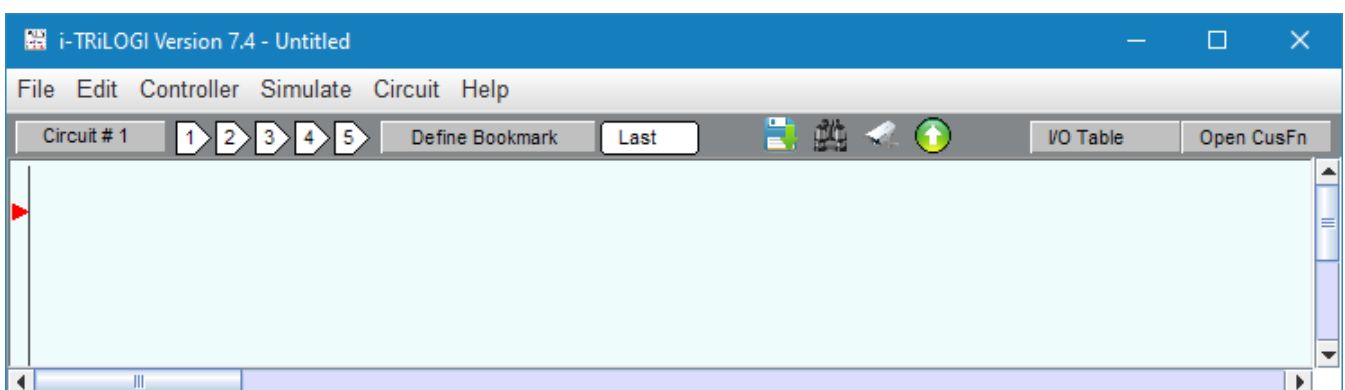 i-TRiLOGI Version 7.4 - Untitled
File Edit Controller Simulate Circuit Help
Circuit # 1 1 2 3 4 5 Define Bookmark Last I/O Table Open CusFn